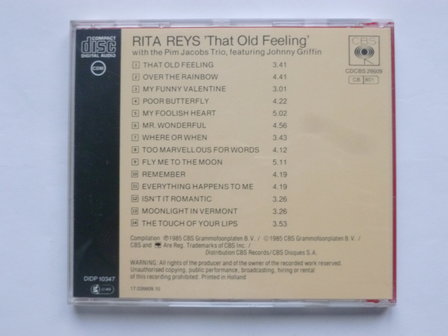 COMPACT
disc
DIGITAL AUDIO
CBM
RITA REYS 'That Old Feeling'
with the Pim Jacobs Trio, featuring Johnny Griffin
CBS
CDCBS 26609
CB 801
1 THAT OLD FEELING 3.41
2 OVER THE RAINBOW 4.41
3 MY FUNNY VALENTINE 4.41
4 POOR BUTTERFLY 4.22
5 MY FOOLISH HEART 5.02
6 MR. WONDERFUL 4.56
7 WHERE OR WHEN 3.43
8 TOO MARVELLOUS FOR WORDS 4.12
9 FLY ME TO THE MOON 5.11
10 REMEMBER 4.19
11 EVERYTHING HAPPENS TO ME 4.19
12 ISN'T IT ROMANTIC 3.26
13 MOONLIGHT IN VERMONT 6.27
14 THE TOUCH OF YOUR LIPS 3.53
Compilation ℗ 1985 CBS Grammofoonplaten B.V. / © 1985 CBS Grammofoonplaten B.V. /
CBS and Are Reg. Trademarks of CBS Inc. /
Distribution CBS Records/CBS Disques S.A.
WARNING: All rights of the producer and of the owner of the recorded work reserved.
Unauthorised copying, public performance, broadcasting, hiring or rental
of this recording prohibited. Printed in Holland
DIDP 10347